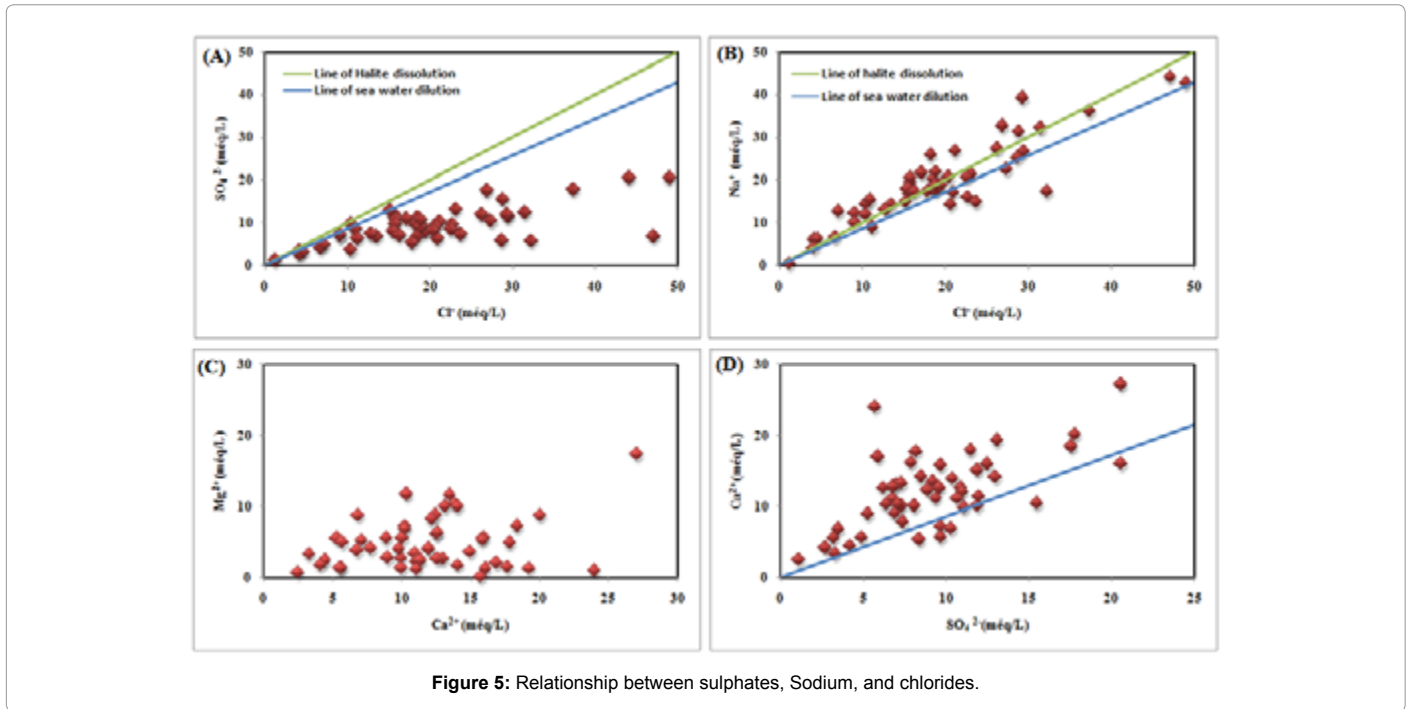 (A)
50
40
30
20
10
0
SO₄ ²⁻ (méq/L)
Line of Halite dissolution
Line of sea water dilution
0 10 20 30 40 50
Cl⁻ (méq/L)
(B)
50
40
30
20
10
0
Na⁺ (méq/L)
Line of halite dissolution
Line of sea water dilution
0 10 20 30 40 50
Cl⁻ (méq/L)
(C)
30
20
10
0
Mg²⁺ (méq/L)
0 5 10 15 20 25 30
Ca²⁺ (méq/L)
(D)
30
20
10
0
Ca²⁺ (méq/L)
0 5 10 15 20 25
SO₄ ²⁻ (méq/L)
Figure 5: Relationship between sulphates, Sodium, and chlorides.